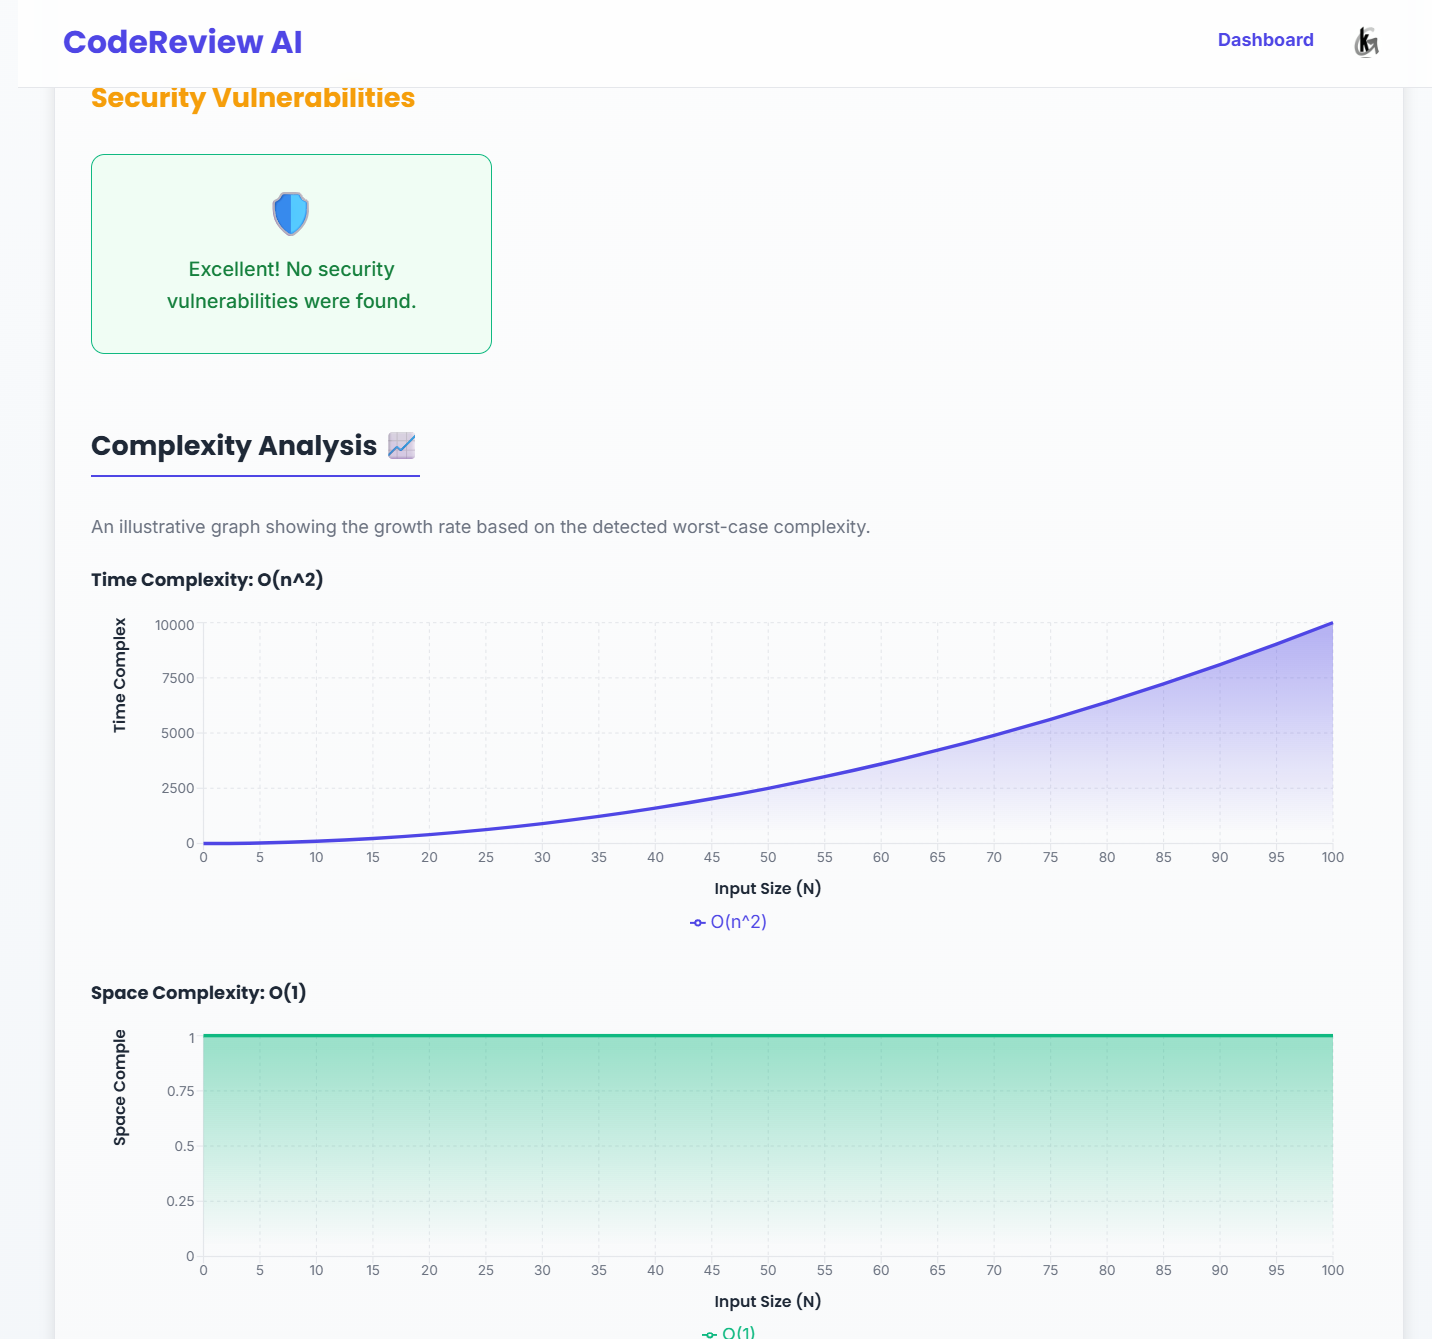 CodeReview AI
Dashboard
Security Vulnerabilities
Excellent! No security
vulnerabilities were found.
Complexity Analysis
An illustrative graph showing the growth rate based on the detected worst-case complexity.
Time Complexity: O(n^2)
Time Complex
10000
7500
5000
2500
0
0 5 10 15 20 25 30 35 40 45 50 55 60 65 70 75 80 85 90 95 100
Input Size (N)
O(n^2)
Space Complexity: O(1)
Space Comple
1
0.75
0.5
0.25
0
0 5 10 15 20 25 30 35 40 45 50 55 60 65 70 75 80 85 90 95 100
Input Size (N)
O(1)